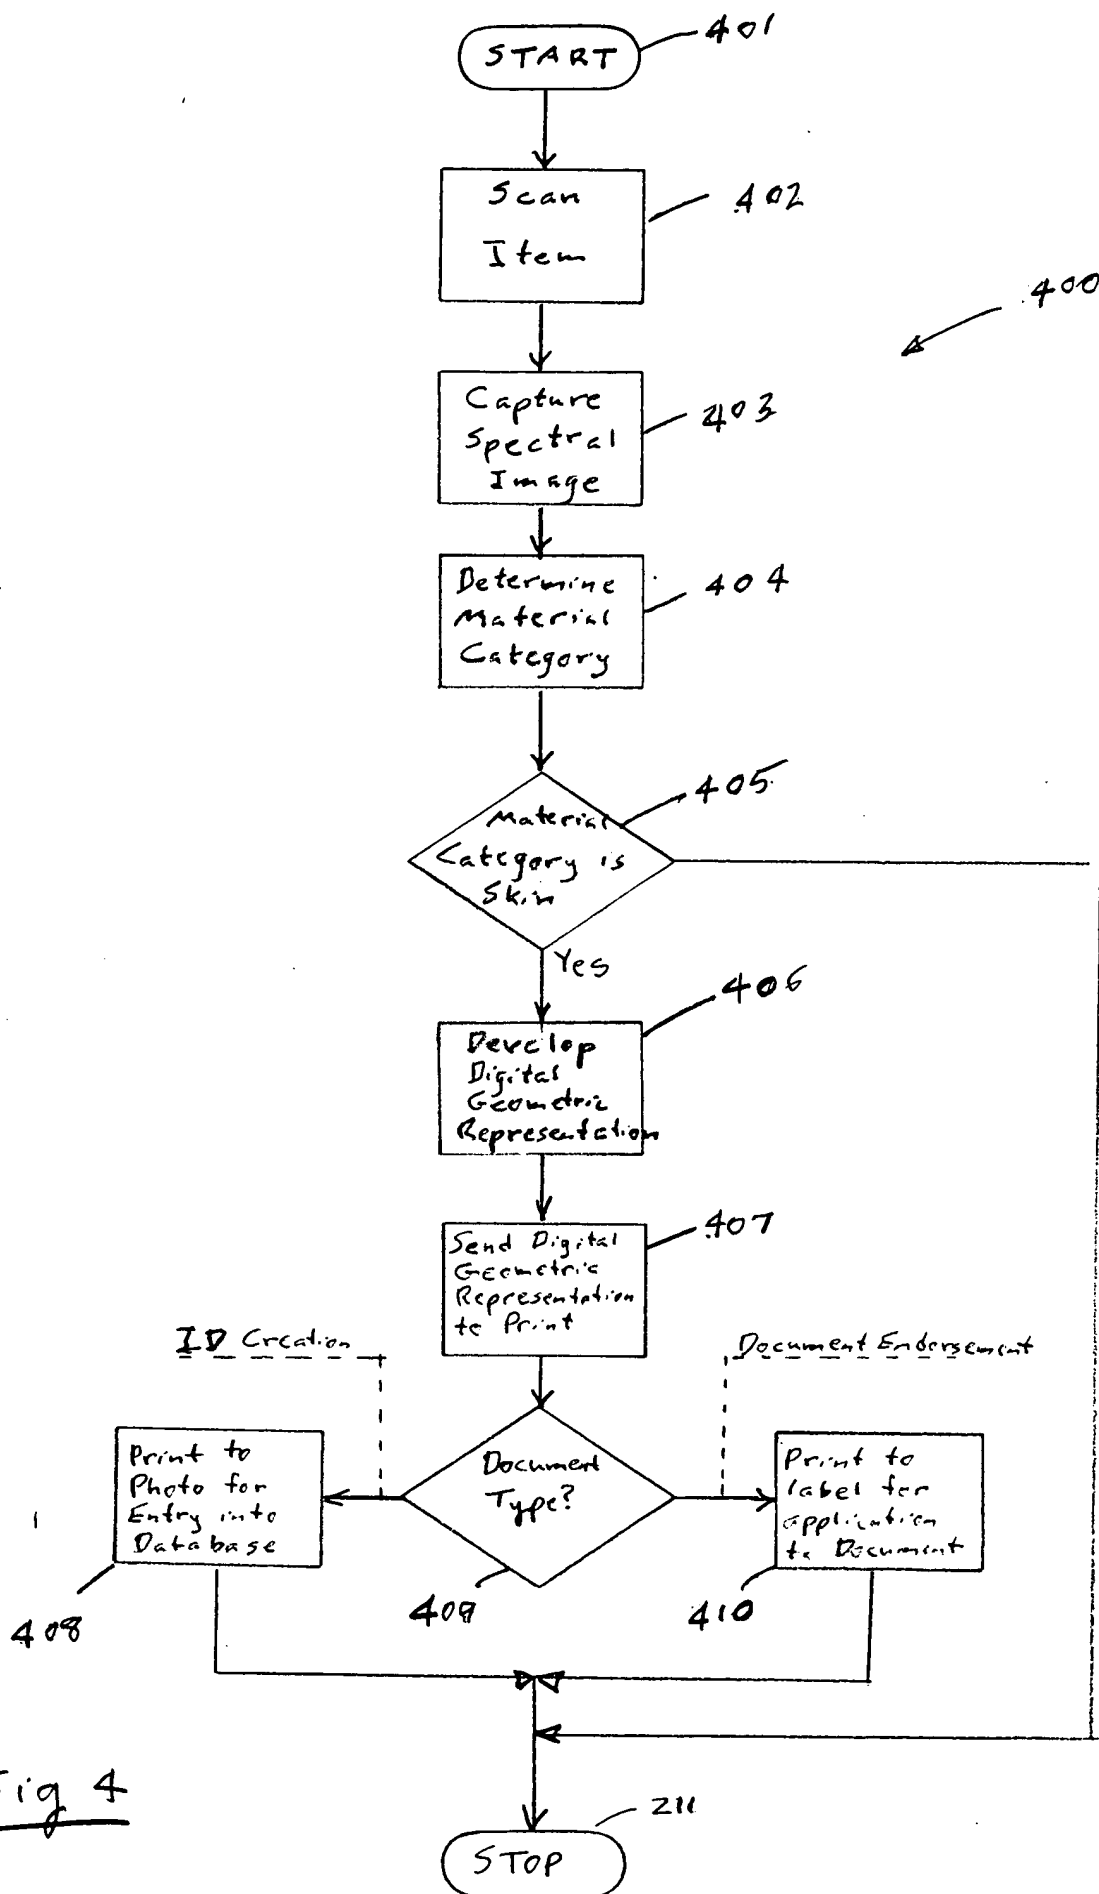 401
START
Scan
Item
402
400
Capture
Spectral
Image
403
Determine
Material
Category
404
405
Material
Category is
Skin
Yes
406
Develop
Digital
Geometric
Representation
407
Send Digital
Geometric
Representation
to Print
ID Creation
Document Endorsement
Print to
Photo for
Entry into
Database
Document
Type?
Print to
label for
application
to Document
408
409
410
Fig 4
211
STOP